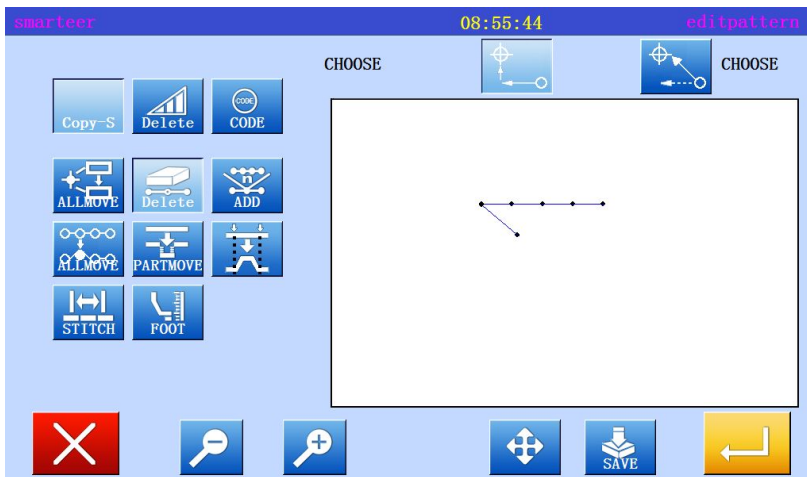 smarteer 08:55:44 editpattern
CHOOSE CHOOSE
Copy-S Delete CODE CODE
ALLMOVE Delete n ADD
ALLMOVE PARTMOVE
STITCH FOOT
SAVE